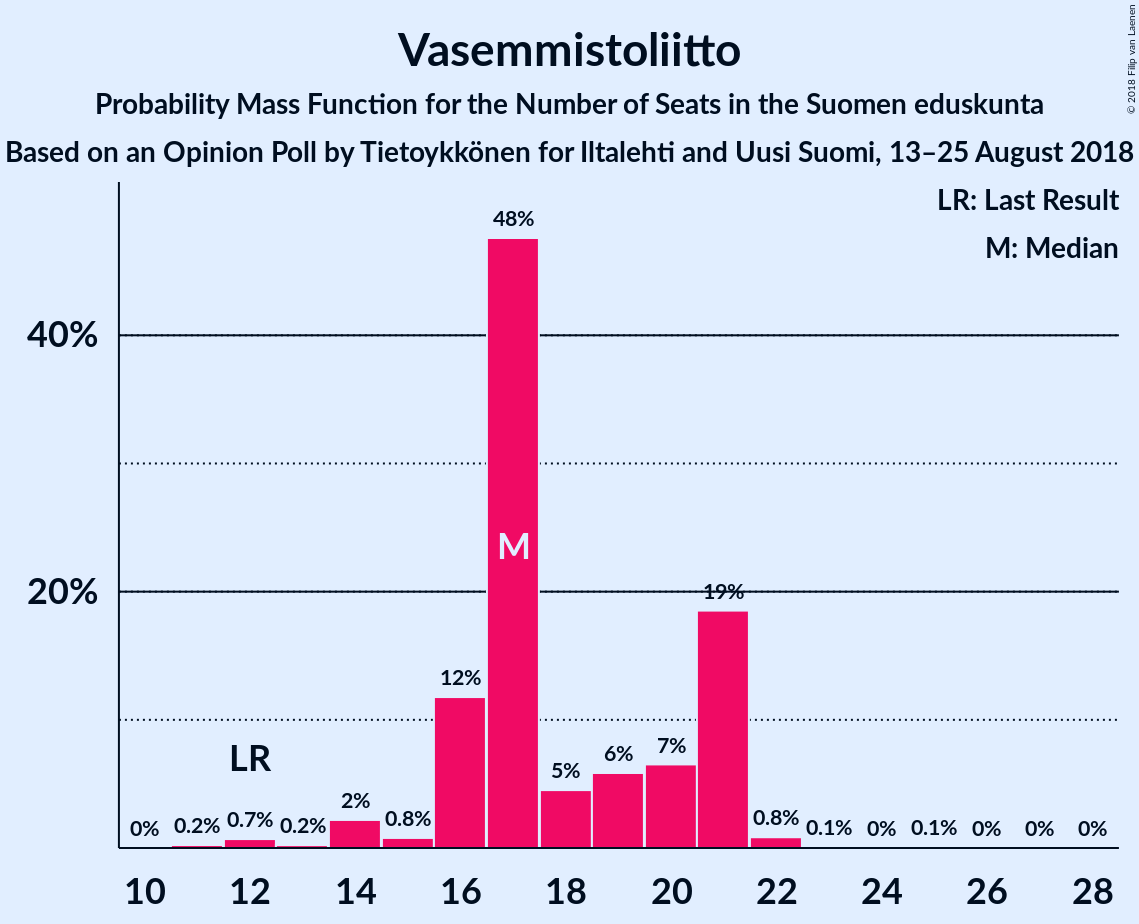 Vasemmistoliitto
Probability Mass Function for the Number of Seats in the Suomen eduskunta
Based on an Opinion Poll by Tietoykkönen for Iltalehti and Uusi Suomi, 13–25 August 2018
© 2018 Filip van Laenen
LR: Last Result
M: Median
40%
20%
0%
0.2%
0.7%
0.2%
2%
0.8%
12%
48%
5%
6%
7%
19%
0.8%
0.1%
0%
0.1%
0%
0%
0%
LR
M
10 12 14 16 18 20 22 24 26 28